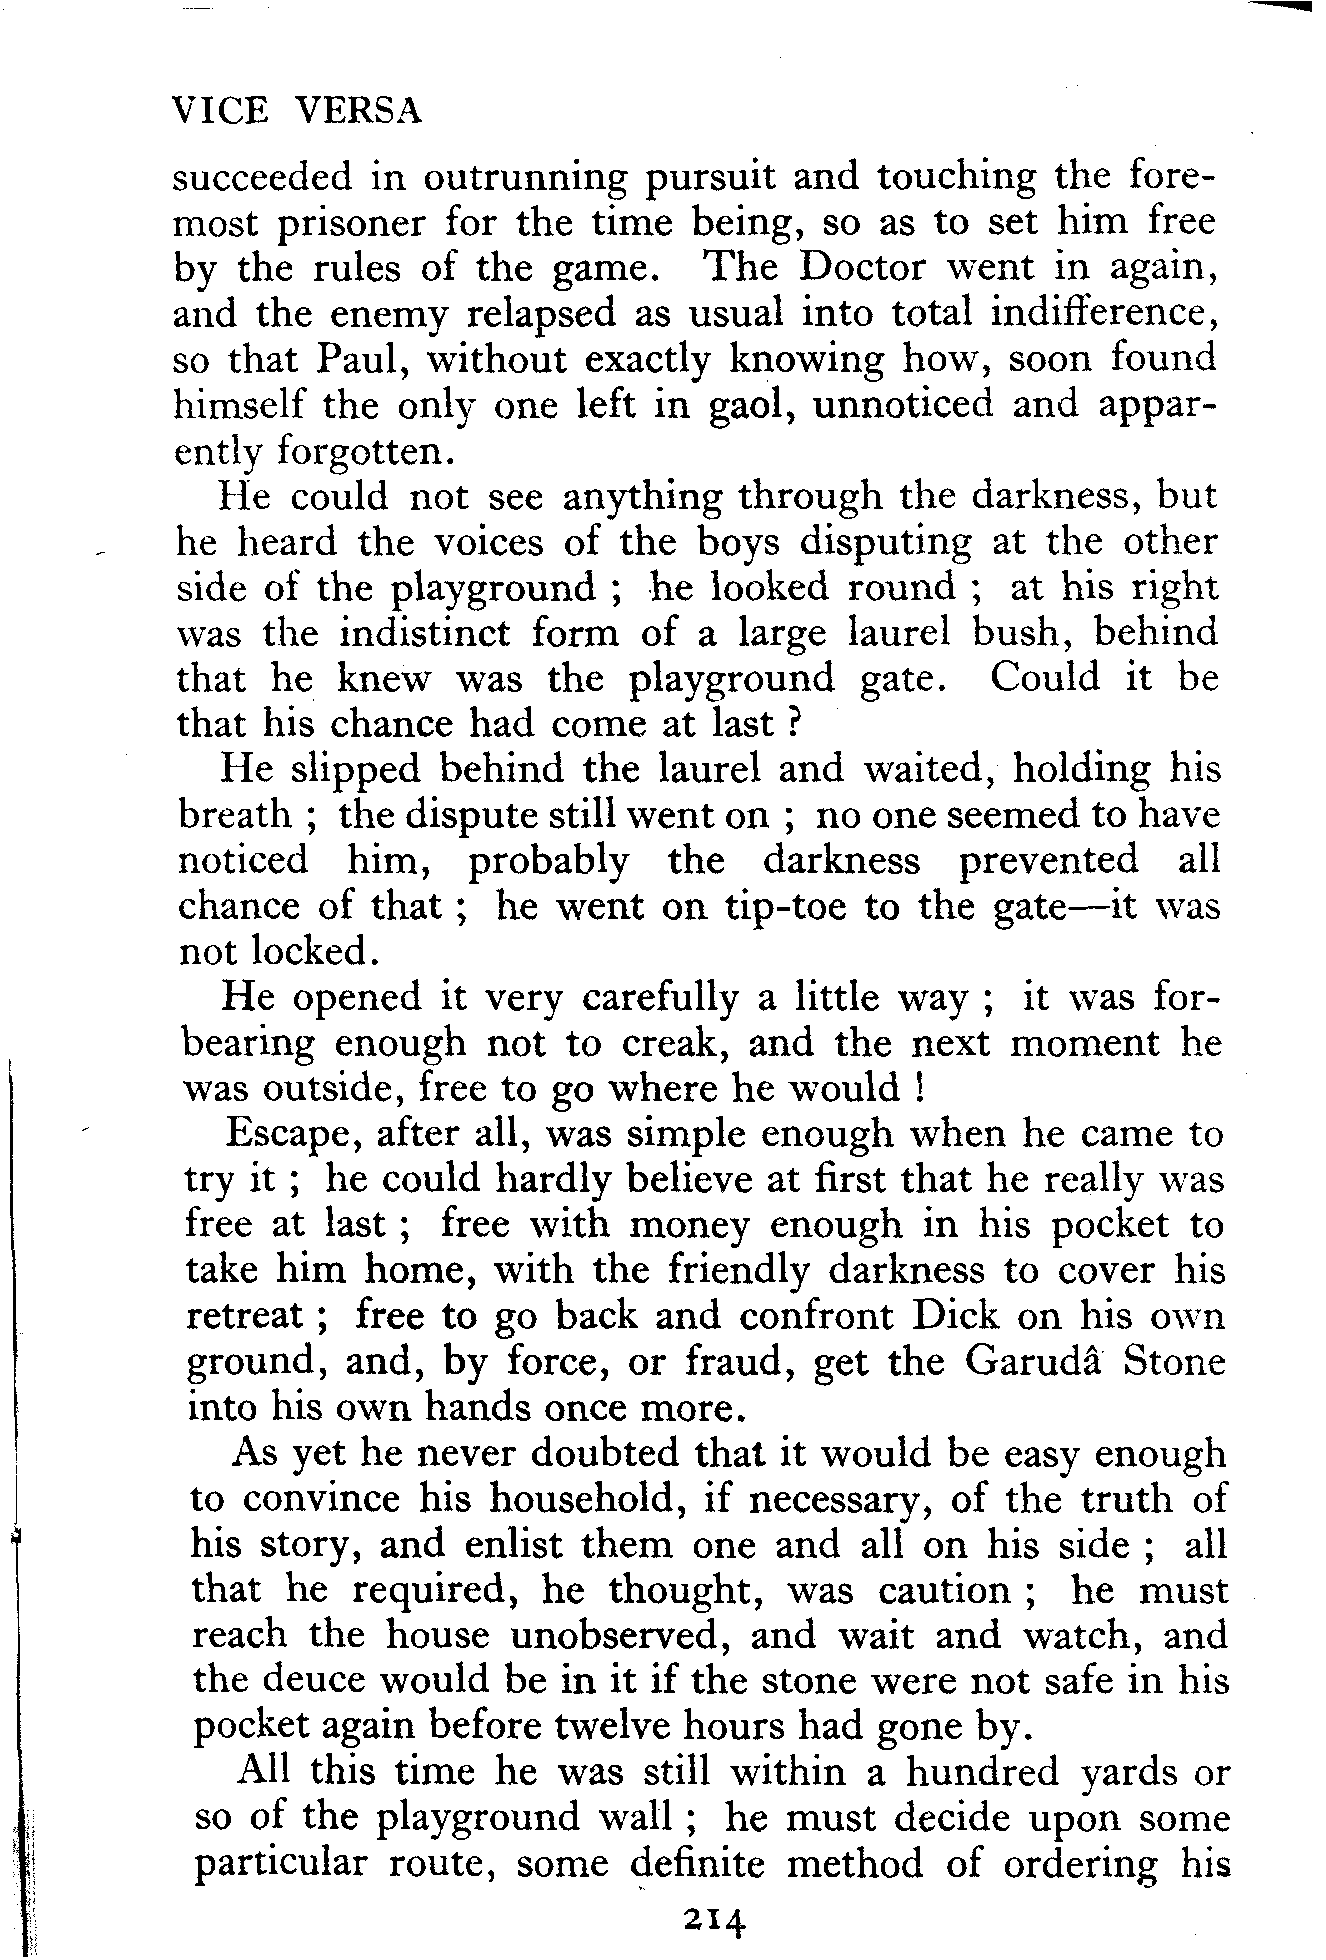 VICE VERSA
succeeded in outrunning pursuit and touching the fore-
most prisoner for the time being, so as to set him free
by the rules of the game. The Doctor went in again,
and the enemy relapsed as usual into total indifference,
so that Paul, without exactly knowing how, soon found
himself the only one left in gaol, unnoticed and appar-
ently forgotten.
He could not see anything through the darkness, but
he heard the voices of the boys disputing at the other
side of the playground ; he looked round ; at his right
was the indistinct form of a large laurel bush, behind
that he knew was the playground gate. Could it be
that his chance had come at last ?
He slipped behind the laurel and waited, holding his
breath ; the dispute still went on ; no one seemed to have
noticed him, probably the darkness prevented all
chance of that ; he went on tip-toe to the gate—it was
not locked.
He opened it very carefully a little way ; it was for-
bearing enough not to creak, and the next moment he
was outside, free to go where he would !
Escape, after all, was simple enough when he came to
try it ; he could hardly believe at first that he really was
free at last ; free with money enough in his pocket to
take him home, with the friendly darkness to cover his
retreat ; free to go back and confront Dick on his own
ground, and, by force, or fraud, get the Garudâ Stone
into his own hands once more.
As yet he never doubted that it would be easy enough
to convince his household, if necessary, of the truth of
his story, and enlist them one and all on his side ; all
that he required, he thought, was caution ; he must
reach the house unobserved, and wait and watch, and
the deuce would be in it if the stone were not safe in his
pocket again before twelve hours had gone by.
All this time he was still within a hundred yards or
so of the playground wall ; he must decide upon some
particular route, some definite method of ordering his
214